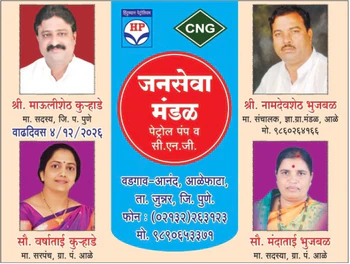 HP
CNG
जनसेवा
मंडळ
पेट्रोल पंप व
सी.एन.जी.
वडगाव-आनंद, आळेफाटा,
ता. जुन्नर, जि. पुणे.
फोन : (०२१३२)२६३१२३
मो. ९८९०६५३३७१
श्री. माऊलीशेठ कुऱ्हाडे
मा. सदस्य, जि. प. पुणे
वाढदिवस ४/१२/२०२६
श्री. नामदेवशेठ भुजबळ
मा. संचालक, ज्ञा.ग्रा.मंडळ, आळे
मो. ९८६०२६४१६६
सौ. वर्षाताई कुऱ्हाडे
मा. सरपंच, ग्रा. पं. आळे
सौ. मंदाताई भुजबळ
मा. सदस्या, ग्रा. पं. आळे